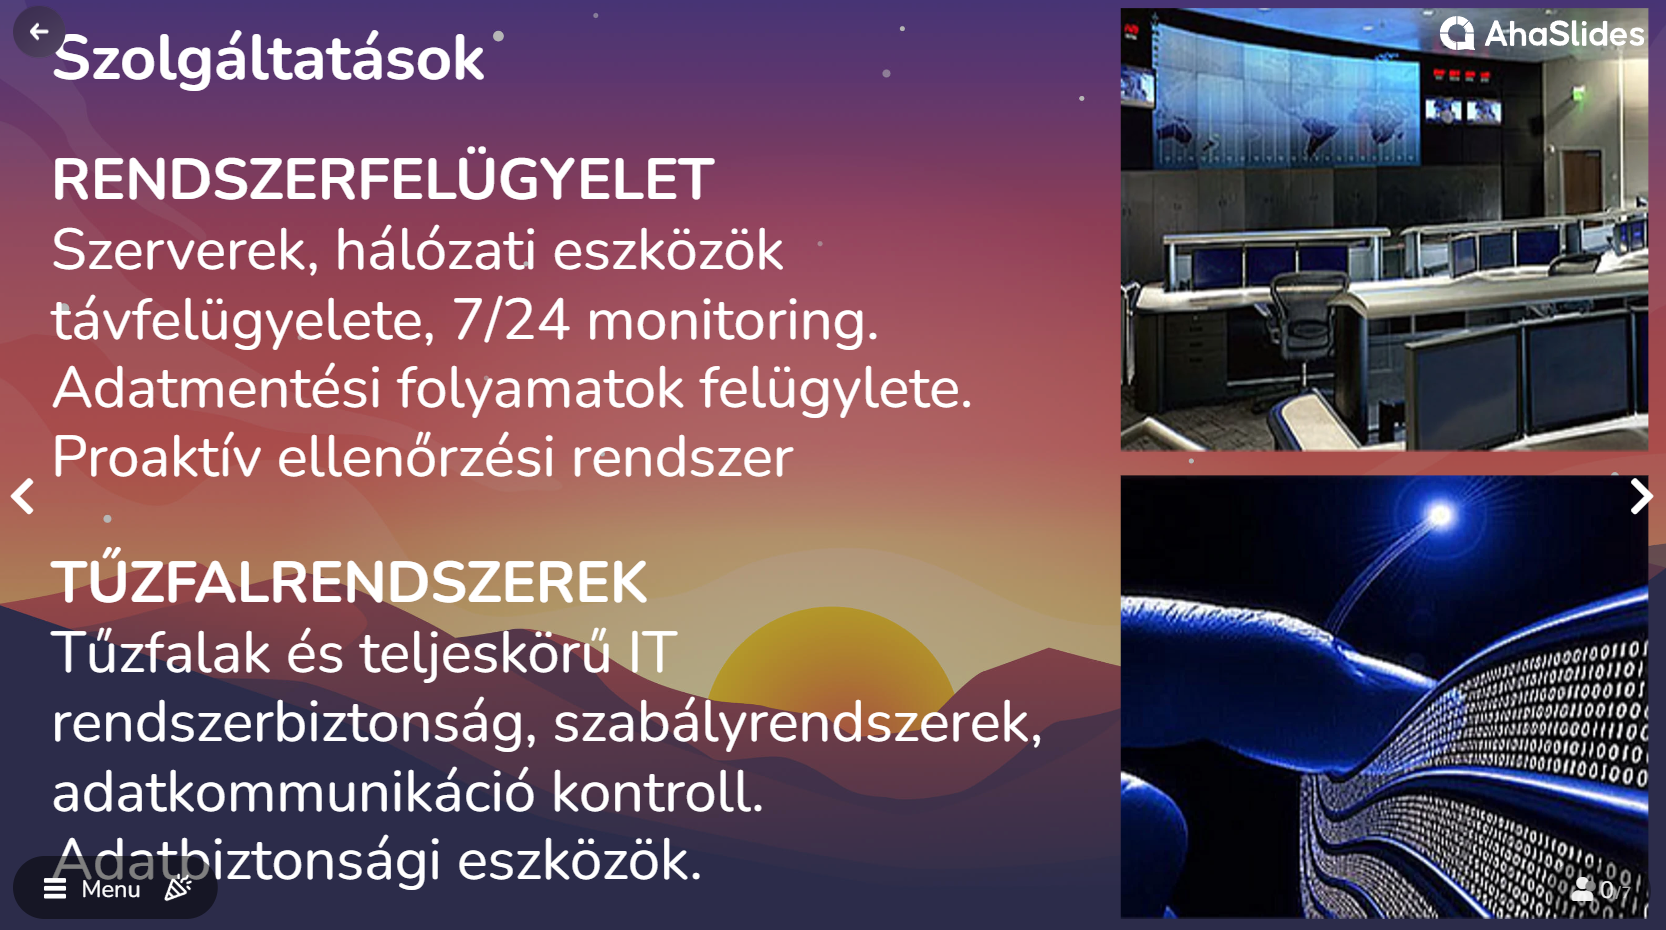 Szolgáltatások
AhaSlides
RENDSZERFELÜGYELET
Szerverek, hálózati eszközök
távfelügyelete, 7/24 monitoring.
Adatmentési folyamatok felügylete.
Proaktív ellenőrzési rendszer
TŰZFALRENDSZEREK
Tűzfalak és teljeskörű IT
rendszerbiztonság, szabályrendszerek,
adatkommunikáció kontroll.
Adatbiztonsági eszközök.
Menu
0/7